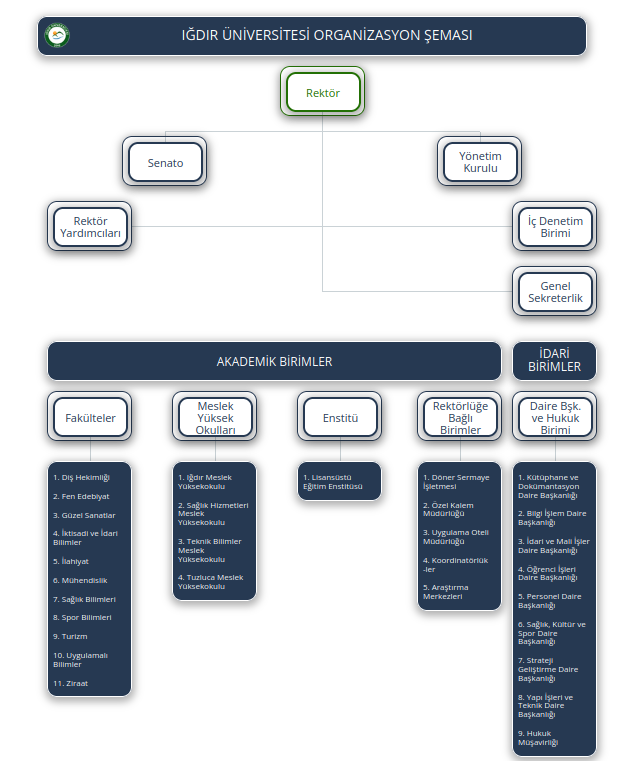 IĞDIR ÜNİVERSİTESİ ORGANİZASYON ŞEMASI
Rektör
Senato
Yönetim
Kurulu
Rektör
Yardımcıları
İç Denetim
Birimi
Genel
Sekreterlik
AKADEMİK BİRİMLER
İDARİ
BİRİMLER
Fakülteler
Meslek
Yüksek
Okulları
Enstitü
Rektörlüğe
Bağlı
Birimler
Daire Bşk.
ve Hukuk
Birimi
1. Diş Hekimliği
2. Fen Edebiyat
3. Güzel Sanatlar
4. İktisadi ve İdari
Bilimler
5. İlahiyat
6. Mühendislik
7. Sağlık Bilimleri
8. Spor Bilimleri
9. Turizm
10. Uygulamalı
Bilimler
11. Ziraat
1. Iğdır Meslek
Yüksekokulu
2. Sağlık Hizmetleri
Meslek
Yüksekokulu
3. Teknik Bilimler
Meslek
Yüksekokulu
4. Tuzluca Meslek
Yüksekokulu
1. Lisansüstü
Eğitim Enstitüsü
1. Döner Sermaye
İşletmesi
2. Özel Kalem
Müdürlüğü
3. Uygulama Oteli
Müdürlüğü
4. Koordinatörlük
-ler
5. Araştırma
Merkezleri
1. Kütüphane ve
Dokümantasyon
Daire Başkanlığı
2. Bilgi İşlem Daire
Başkanlığı
3. İdari ve Mali İşler
Daire Başkanlığı
4. Öğrenci İşleri
Daire Başkanlığı
5. Personel Daire
Başkanlığı
6. Sağlık, Kültür ve
Spor Daire
Başkanlığı
7. Strateji
Geliştirme Daire
Başkanlığı
8. Yapı İşleri ve
Teknik Daire
Başkanlığı
9. Hukuk
Müşavirliği